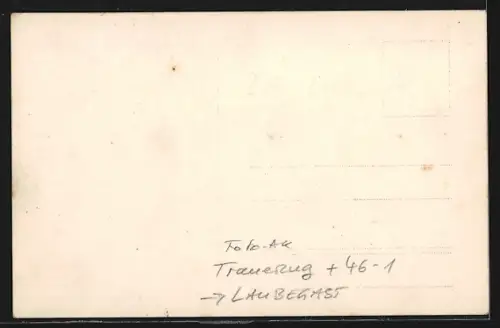 Foto-AK
Trauerzug + 46-1
→ LAUBEGAST